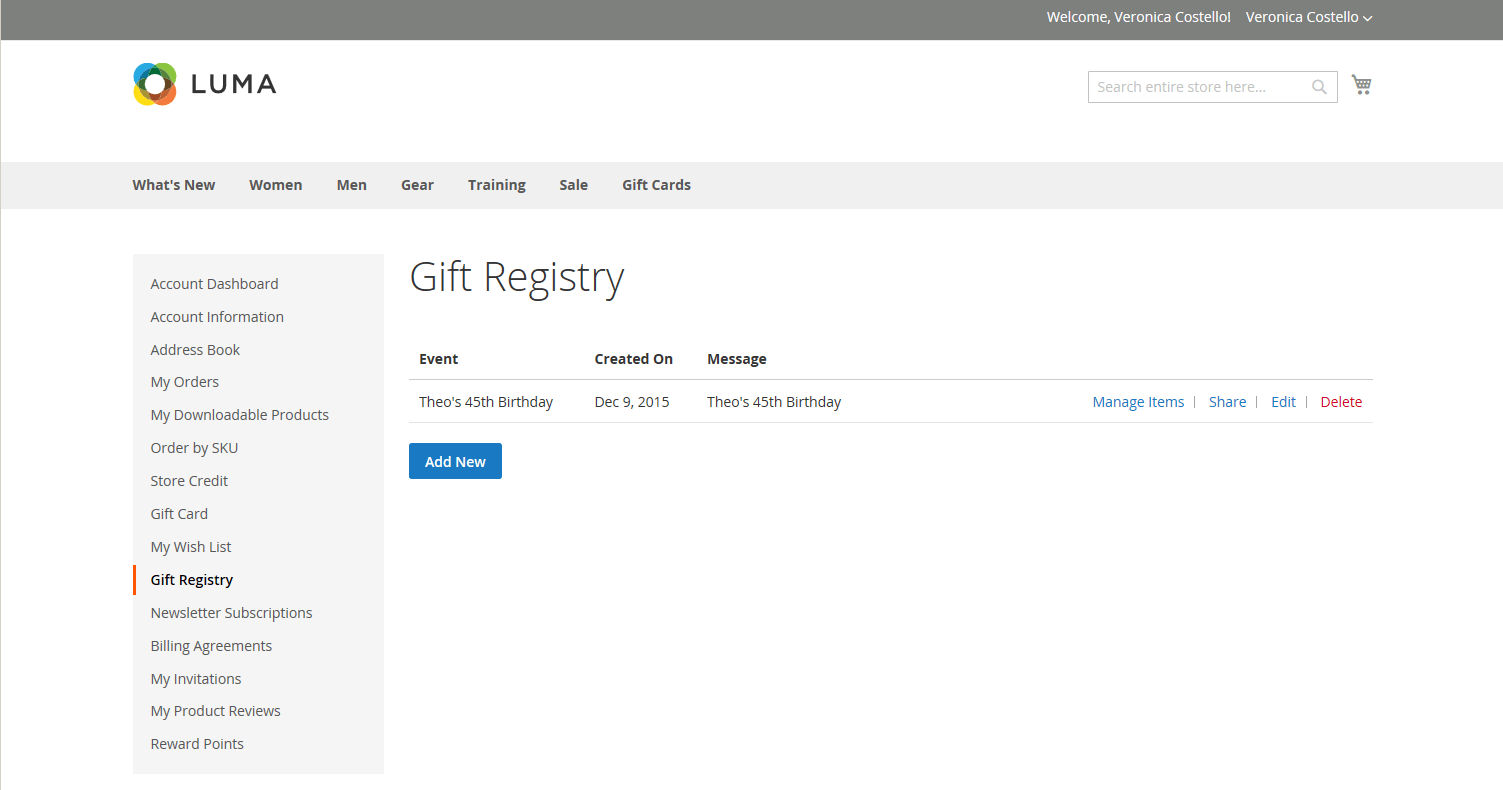 Welcome, Veronica Costello! Veronica Costello
LUMA
Search entire store here...
What's New Women Men Gear Training Sale Gift Cards
Account Dashboard
Account Information
Address Book
My Orders
My Downloadable Products
Order by SKU
Store Credit
Gift Card
My Wish List
Gift Registry
Newsletter Subscriptions
Billing Agreements
My Invitations
My Product Reviews
Reward Points
Gift Registry
Event Created On Message
Theo's 45th Birthday Dec 9, 2015 Theo's 45th Birthday Manage Items | Share | Edit | Delete
Add New